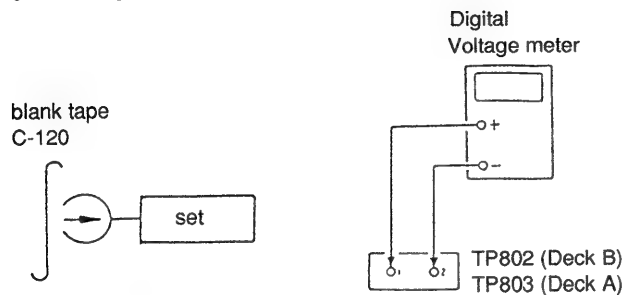 Digital
Voltage meter
blank tape
C-120
+
set
-
TP802 (Deck B)
1 2
TP803 (Deck A)